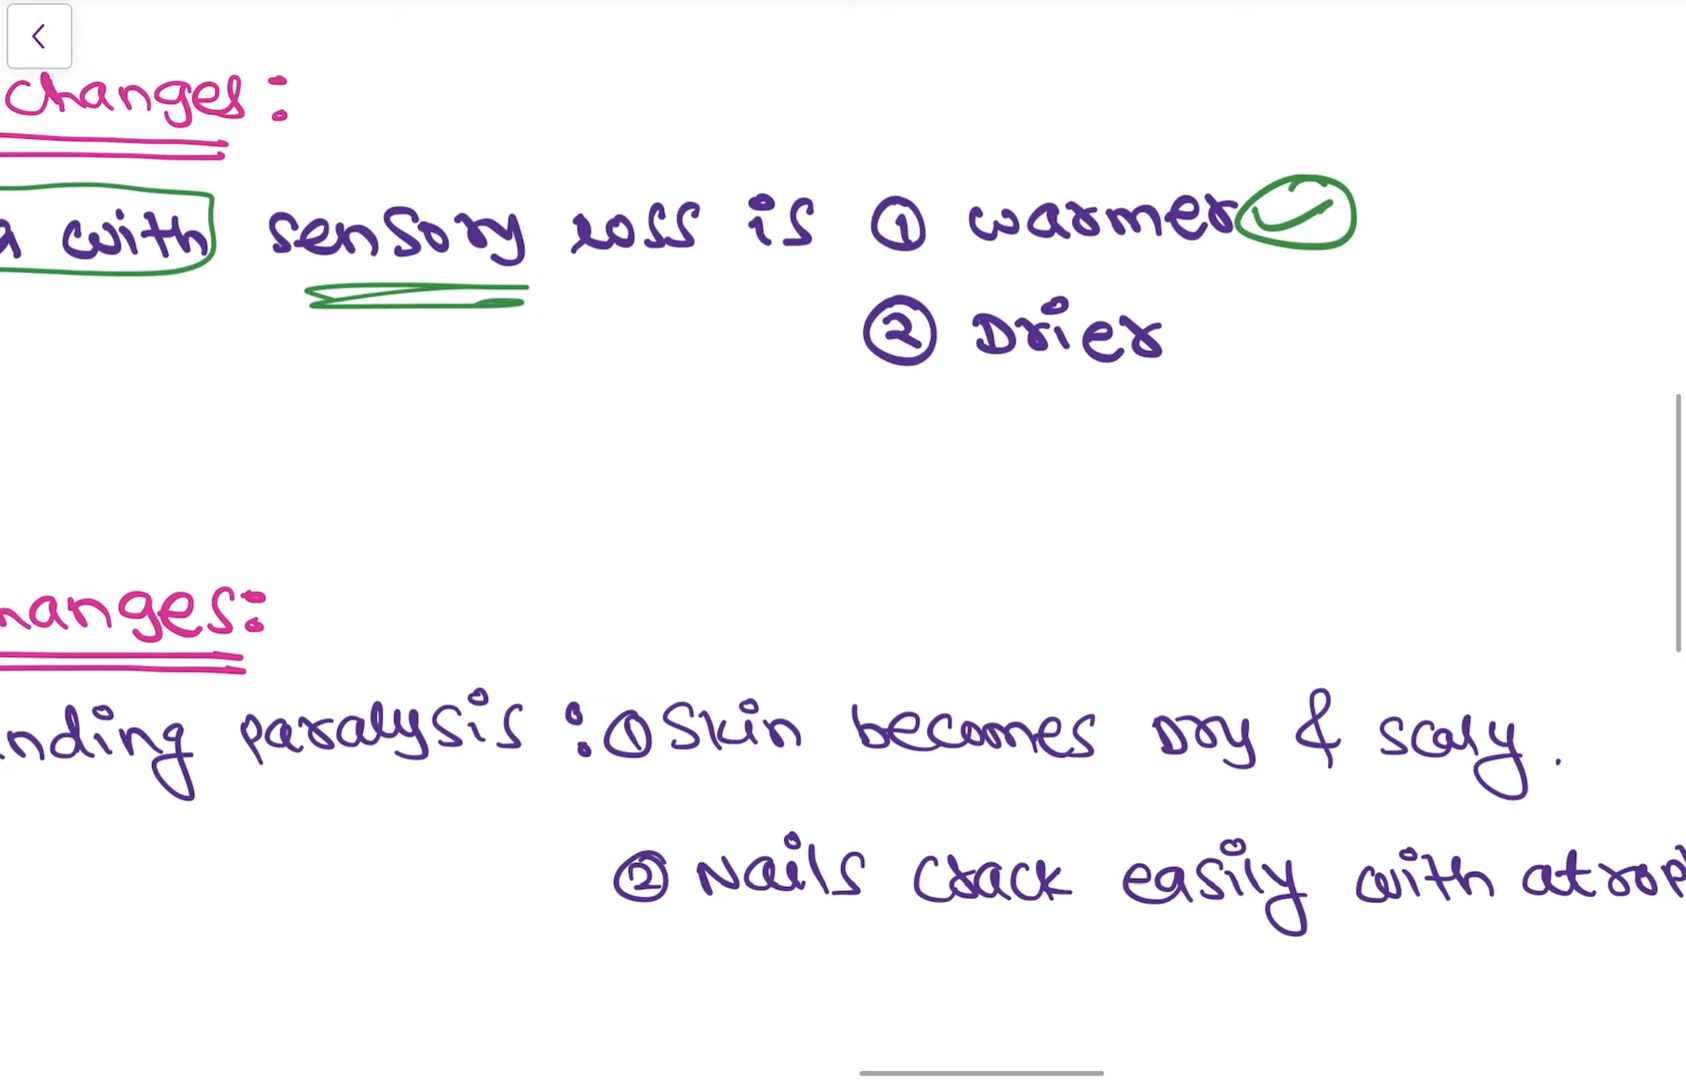 changes:
a with sensory loss is ① warmer
② Drier
hanges:
nding paralysis : ① Skin becomes Dry & scaly.
② Nails crack easily with atrop